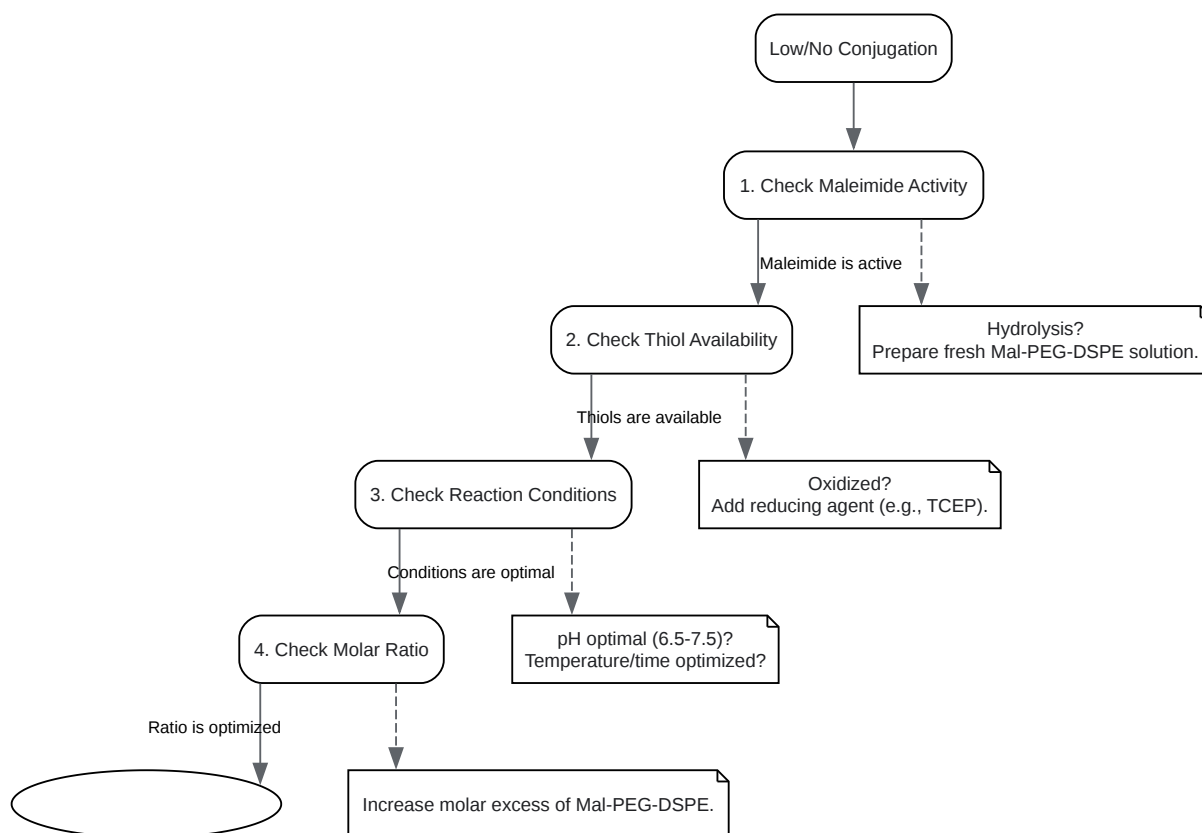 Low/No Conjugation
1. Check Maleimide Activity
Maleimide is active
Hydrolysis?
Prepare fresh Mal-PEG-DSPE solution.
2. Check Thiol Availability
Thiols are available
Oxidized?
Add reducing agent (e.g., TCEP).
3. Check Reaction Conditions
Conditions are optimal
pH optimal (6.5-7.5)?
Temperature/time optimized?
4. Check Molar Ratio
Ratio is optimized
Increase molar excess of Mal-PEG-DSPE.